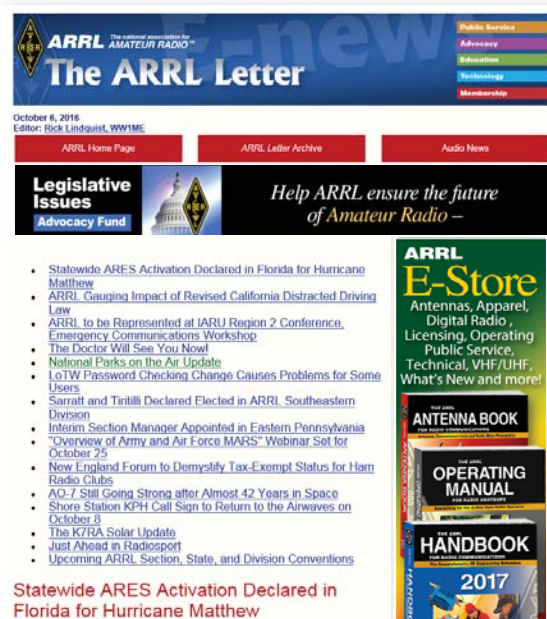 ARRL The national association for
AMATEUR RADIO™
The ARRL Letter
Public Service
Advocacy
Education
Technology
Membership
October 6, 2016
Editor: Rick Lindquist, WW1ME
ARRL Home Page
ARRL Letter Archive
Audio News
Legislative
Issues
Advocacy Fund
Help ARRL ensure the future
of Amateur Radio –
Statewide ARES Activation Declared in Florida for Hurricane
Matthew
ARRL Gauging Impact of Revised California Distracted Driving
Law
ARRL to be Represented at IARU Region 2 Conference,
Emergency Communications Workshop
The Doctor Will See You Now!
National Parks on the Air Update
LoTW Password Checking Change Causes Problems for Some
Users
Sarratt and Tiritilli Declared Elected in ARRL Southeastern
Division
Interim Section Manager Appointed in Eastern Pennsylvania
"Overview of Army and Air Force MARS" Webinar Set for
October 25
New England Forum to Demystify Tax-Exempt Status for Ham
Radio Clubs
AO-7 Still Going Strong after Almost 42 Years in Space
Shore Station KPH Call Sign to Return to the Airwaves on
October 8
The K7RA Solar Update
Just Ahead in Radiosport
Upcoming ARRL Section, State, and Division Conventions
Statewide ARES Activation Declared in
Florida for Hurricane Matthew
ARRL
E-Store
Antennas, Apparel,
Digital Radio ,
Licensing, Operating
Public Service,
Technical, VHF/UHF,
What's New and more!
THE ARRL
ANTENNA BOOK
FOR RADIO COMMUNICATIONS
THE ARRL
OPERATING
MANUAL
FOR RADIO AMATEURS
THE ARRL
HANDBOOK
FOR RADIO COMMUNICATIONS
2017
HANDBOOK